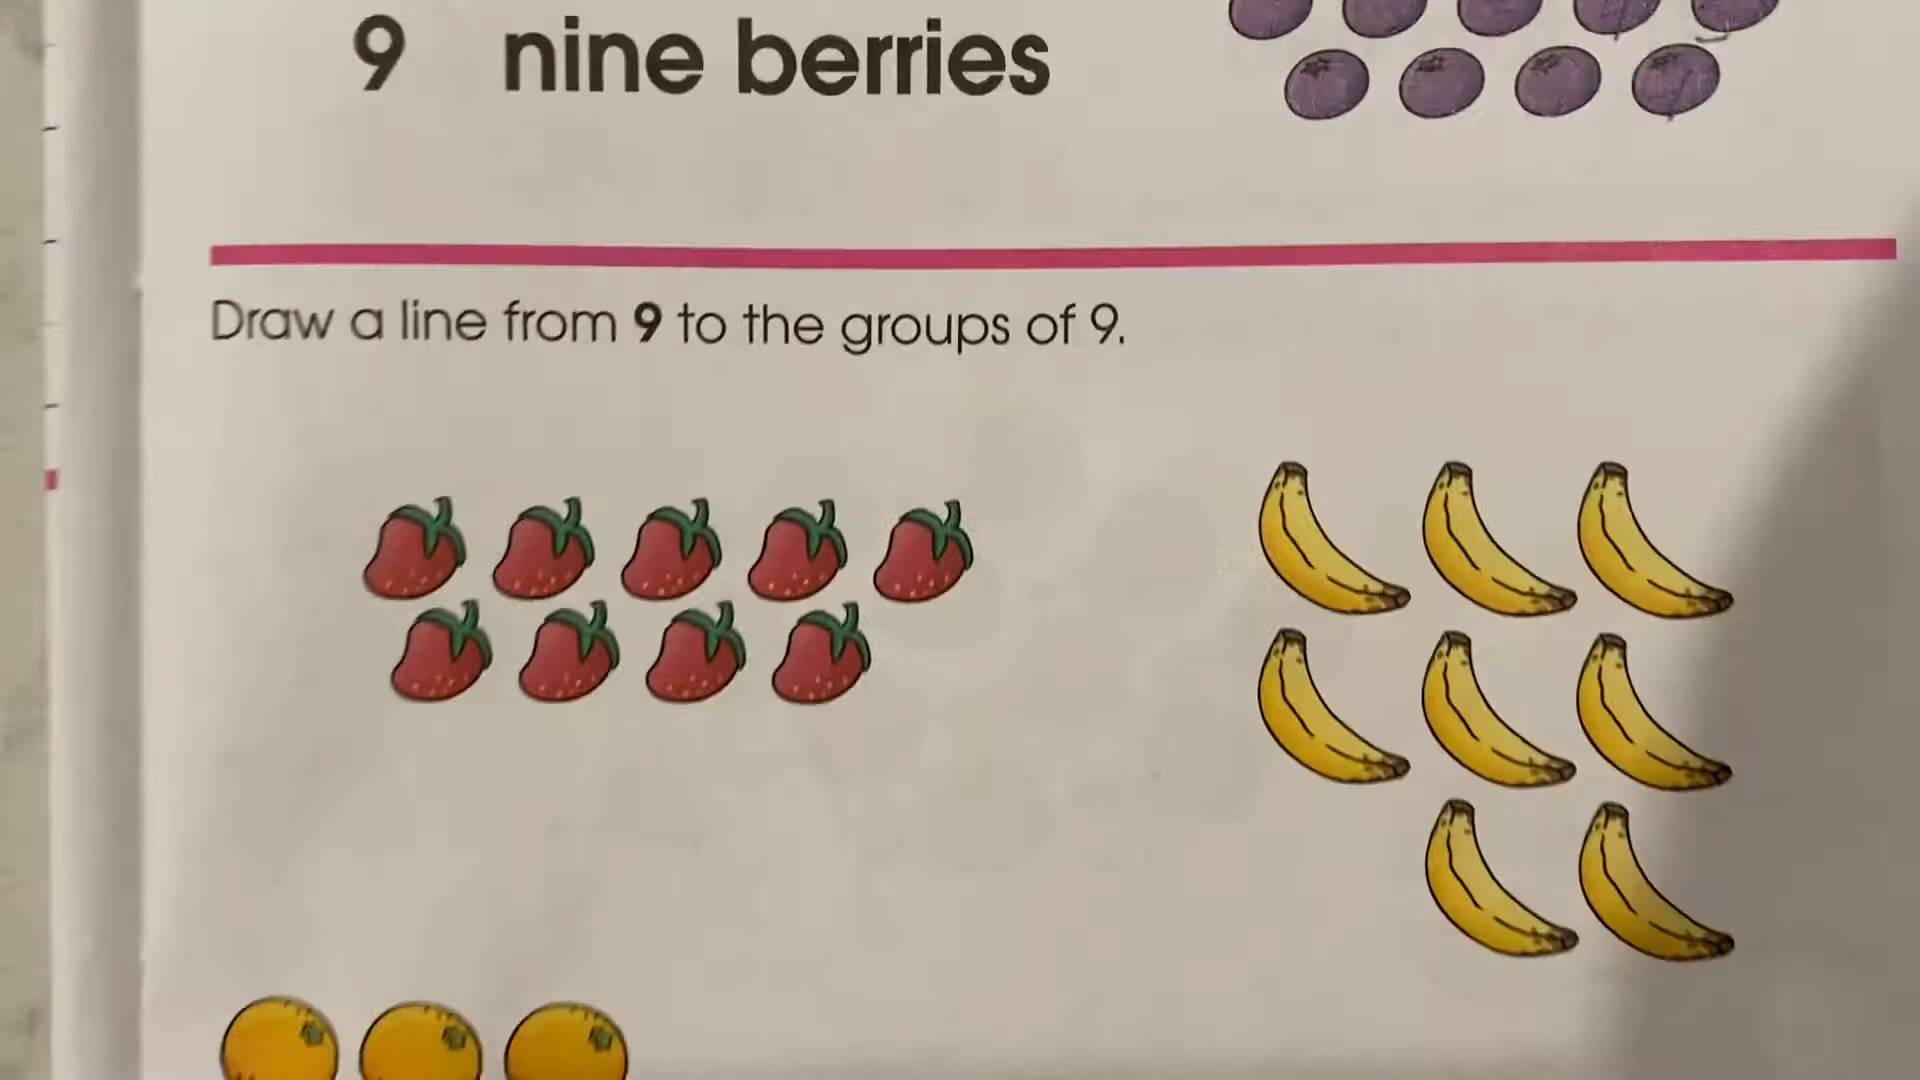 9 nine berries
Draw a line from 9 to the groups of 9.